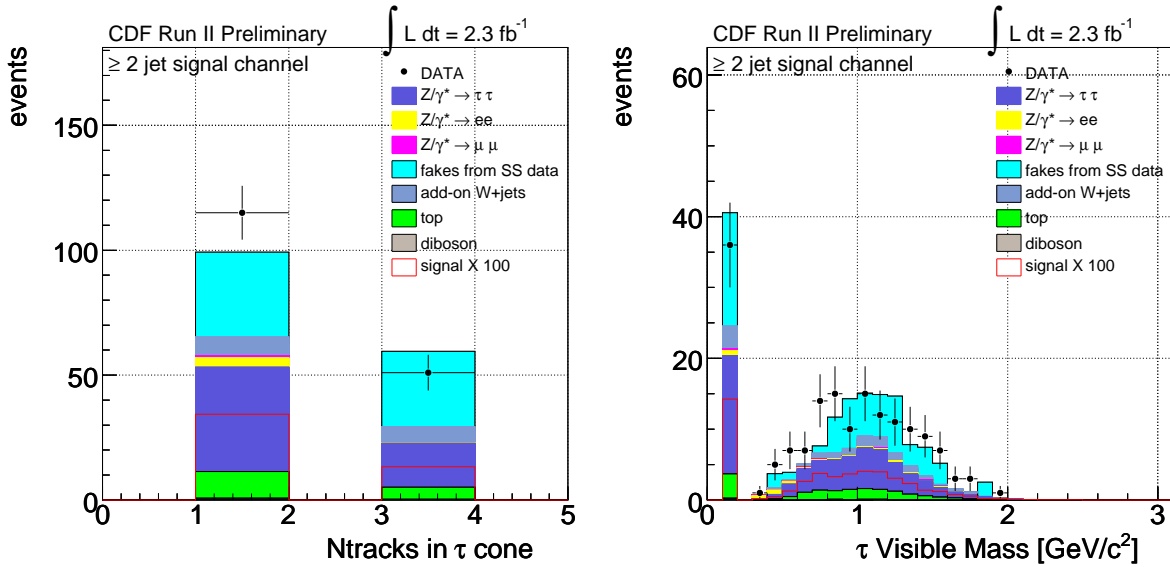 CDF Run II Preliminary
∫ L dt = 2.3 fb⁻¹
≥ 2 jet signal channel
events
150
100
50
0
DATA
Z/γ* → τ τ
Z/γ* → ee
Z/γ* → μ μ
fakes from SS data
add-on W+jets
top
diboson
signal X 100
0 1 2 3 4 5
Ntracks in τ cone
CDF Run II Preliminary
∫ L dt = 2.3 fb⁻¹
≥ 2 jet signal channel
events
60
40
20
0
DATA
Z/γ* → τ τ
Z/γ* → ee
Z/γ* → μ μ
fakes from SS data
add-on W+jets
top
diboson
signal X 100
0 1 2 3
τ Visible Mass [GeV/c²]